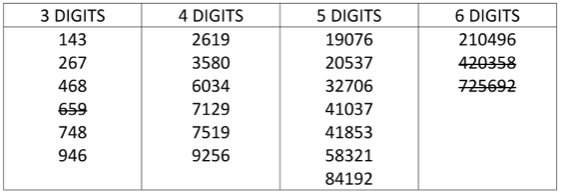 3 DIGITS 4 DIGITS 5 DIGITS 6 DIGITS
143 2619 19076 210496
267 3580 20537 420358
468 6034 32706 725692
659 7129 41037
748 7519 41853
946 9256 58321
84192